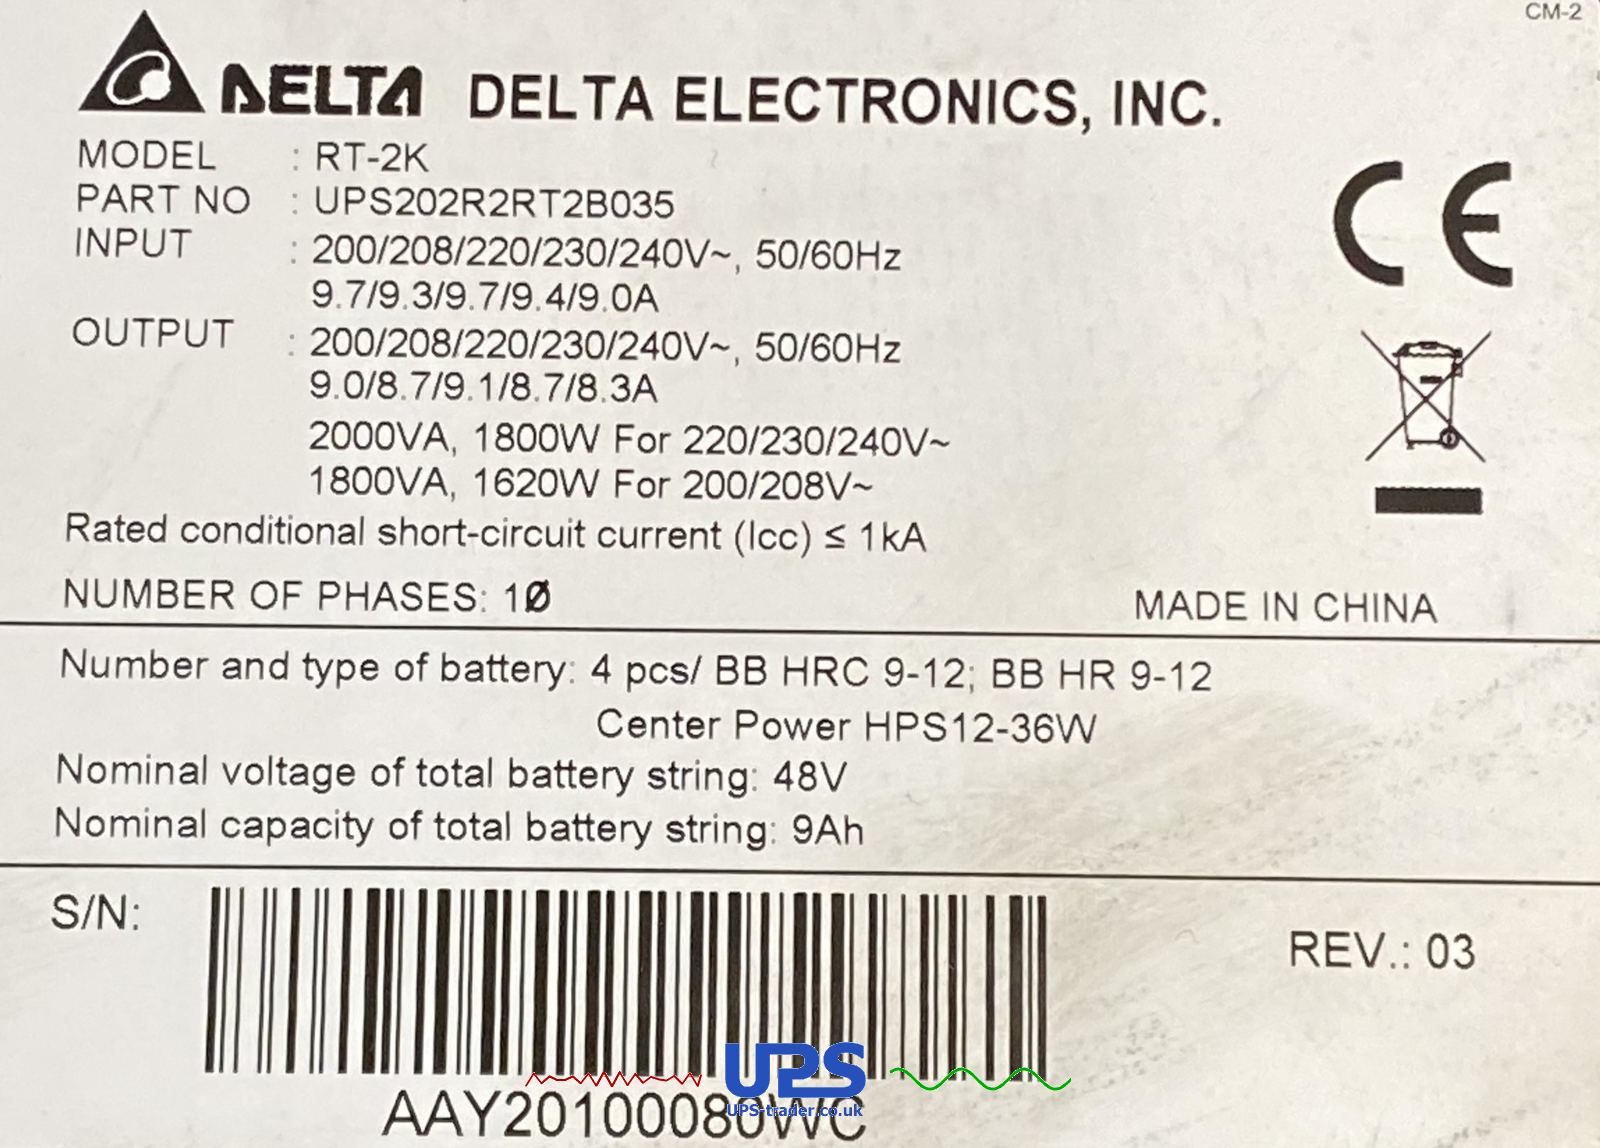 CM-2
DELTA DELTA ELECTRONICS, INC.
MODEL : RT-2K
PART NO : UPS202R2RT2B035
INPUT : 200/208/220/230/240V~, 50/60Hz
9.7/9.3/9.7/9.4/9.0A
OUTPUT : 200/208/220/230/240V~, 50/60Hz
9.0/8.7/9.1/8.7/8.3A
2000VA, 1800W For 220/230/240V~
1800VA, 1620W For 200/208V~
Rated conditional short-circuit current (Icc) ≤ 1kA
NUMBER OF PHASES: 1Ø
MADE IN CHINA
Number and type of battery: 4 pcs/ BB HRC 9-12; BB HR 9-12
Center Power HPS12-36W
Nominal voltage of total battery string: 48V
Nominal capacity of total battery string: 9Ah
S/N:
REV.: 03
AAY20100080WC
UPS
UPS-trader.co.uk